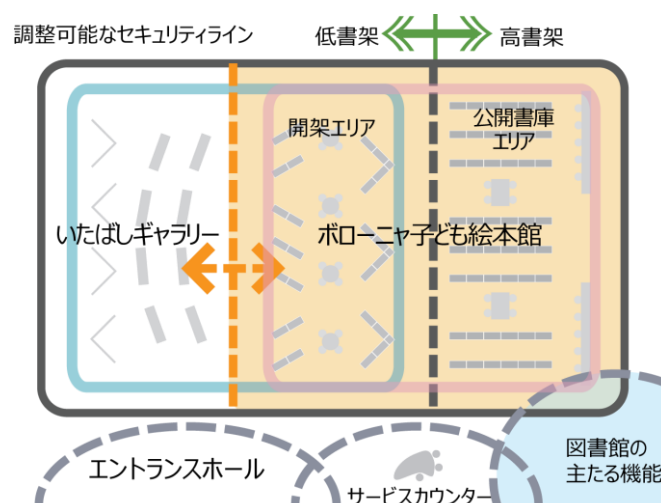 調整可能なセキュリティライン
低書架
高書架
開架エリア
公開書庫
エリア
いたばしギャラリー
ボローニャ子ども絵本館
エントランスホール
サービスカウンター
図書館の
主たる機能